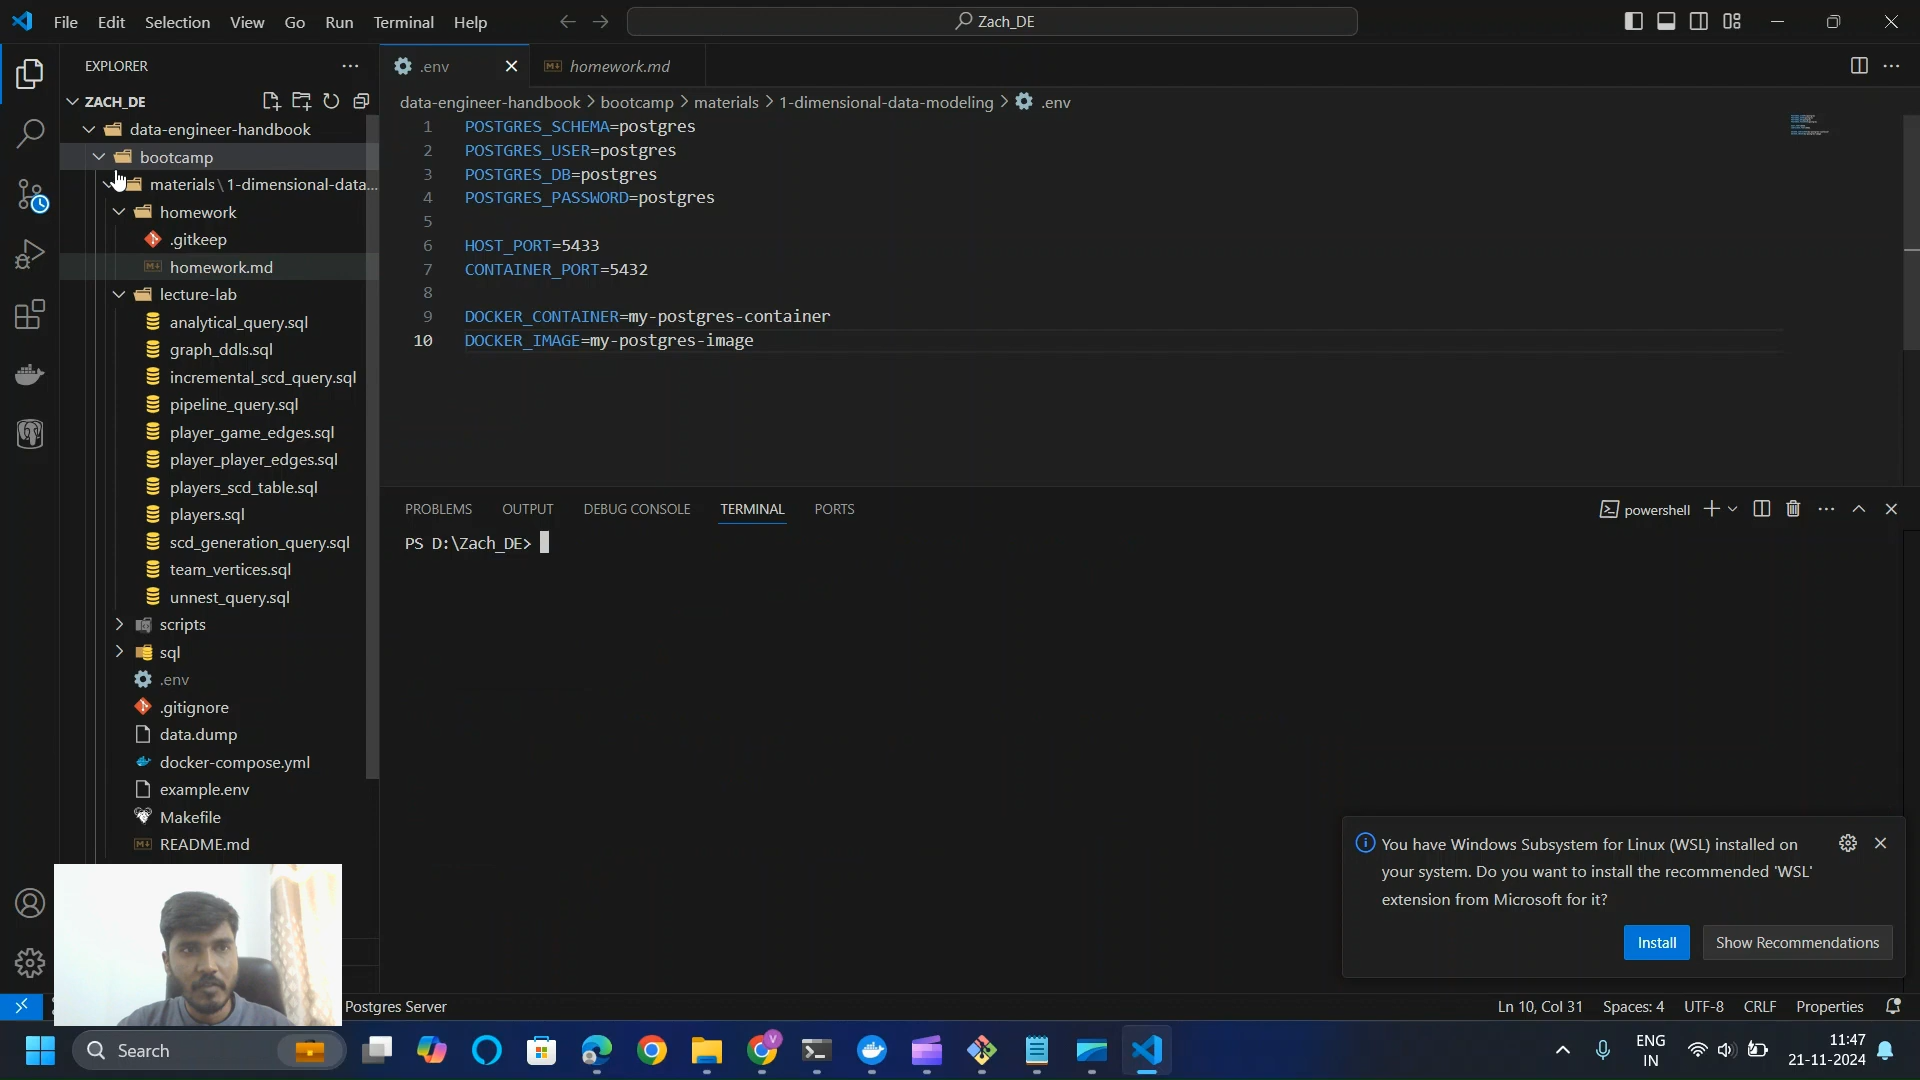 File Edit Selection View Go Run Terminal Help
Zach_DE
EXPLORER
ZACH_DE
data-engineer-handbook
bootcamp
materials \ 1-dimensional-data...
homework
.gitkeep
homework.md
lecture-lab
analytical_query.sql
graph_ddls.sql
incremental_scd_query.sql
pipeline_query.sql
player_game_edges.sql
player_player_edges.sql
players_scd_table.sql
players.sql
scd_generation_query.sql
team_vertices.sql
unnest_query.sql
scripts
sql
.env
.gitignore
data.dump
docker-compose.yml
example.env
Makefile
README.md
.env
homework.md
data-engineer-handbook > bootcamp > materials > 1-dimensional-data-modeling > .env
1 POSTGRES_SCHEMA=postgres
2 POSTGRES_USER=postgres
3 POSTGRES_DB=postgres
4 POSTGRES_PASSWORD=postgres
5
6 HOST_PORT=5433
7 CONTAINER_PORT=5432
8
9 DOCKER_CONTAINER=my-postgres-container
10 DOCKER_IMAGE=my-postgres-image
PROBLEMS OUTPUT DEBUG CONSOLE TERMINAL PORTS
powershell
PS D:\Zach_DE>
You have Windows Subsystem for Linux (WSL) installed on
your system. Do you want to install the recommended 'WSL'
extension from Microsoft for it?
Install
Show Recommendations
Postgres Server
Ln 10, Col 31 Spaces: 4 UTF-8 CRLF Properties
Search
V
ENG
IN
11:47
21-11-2024